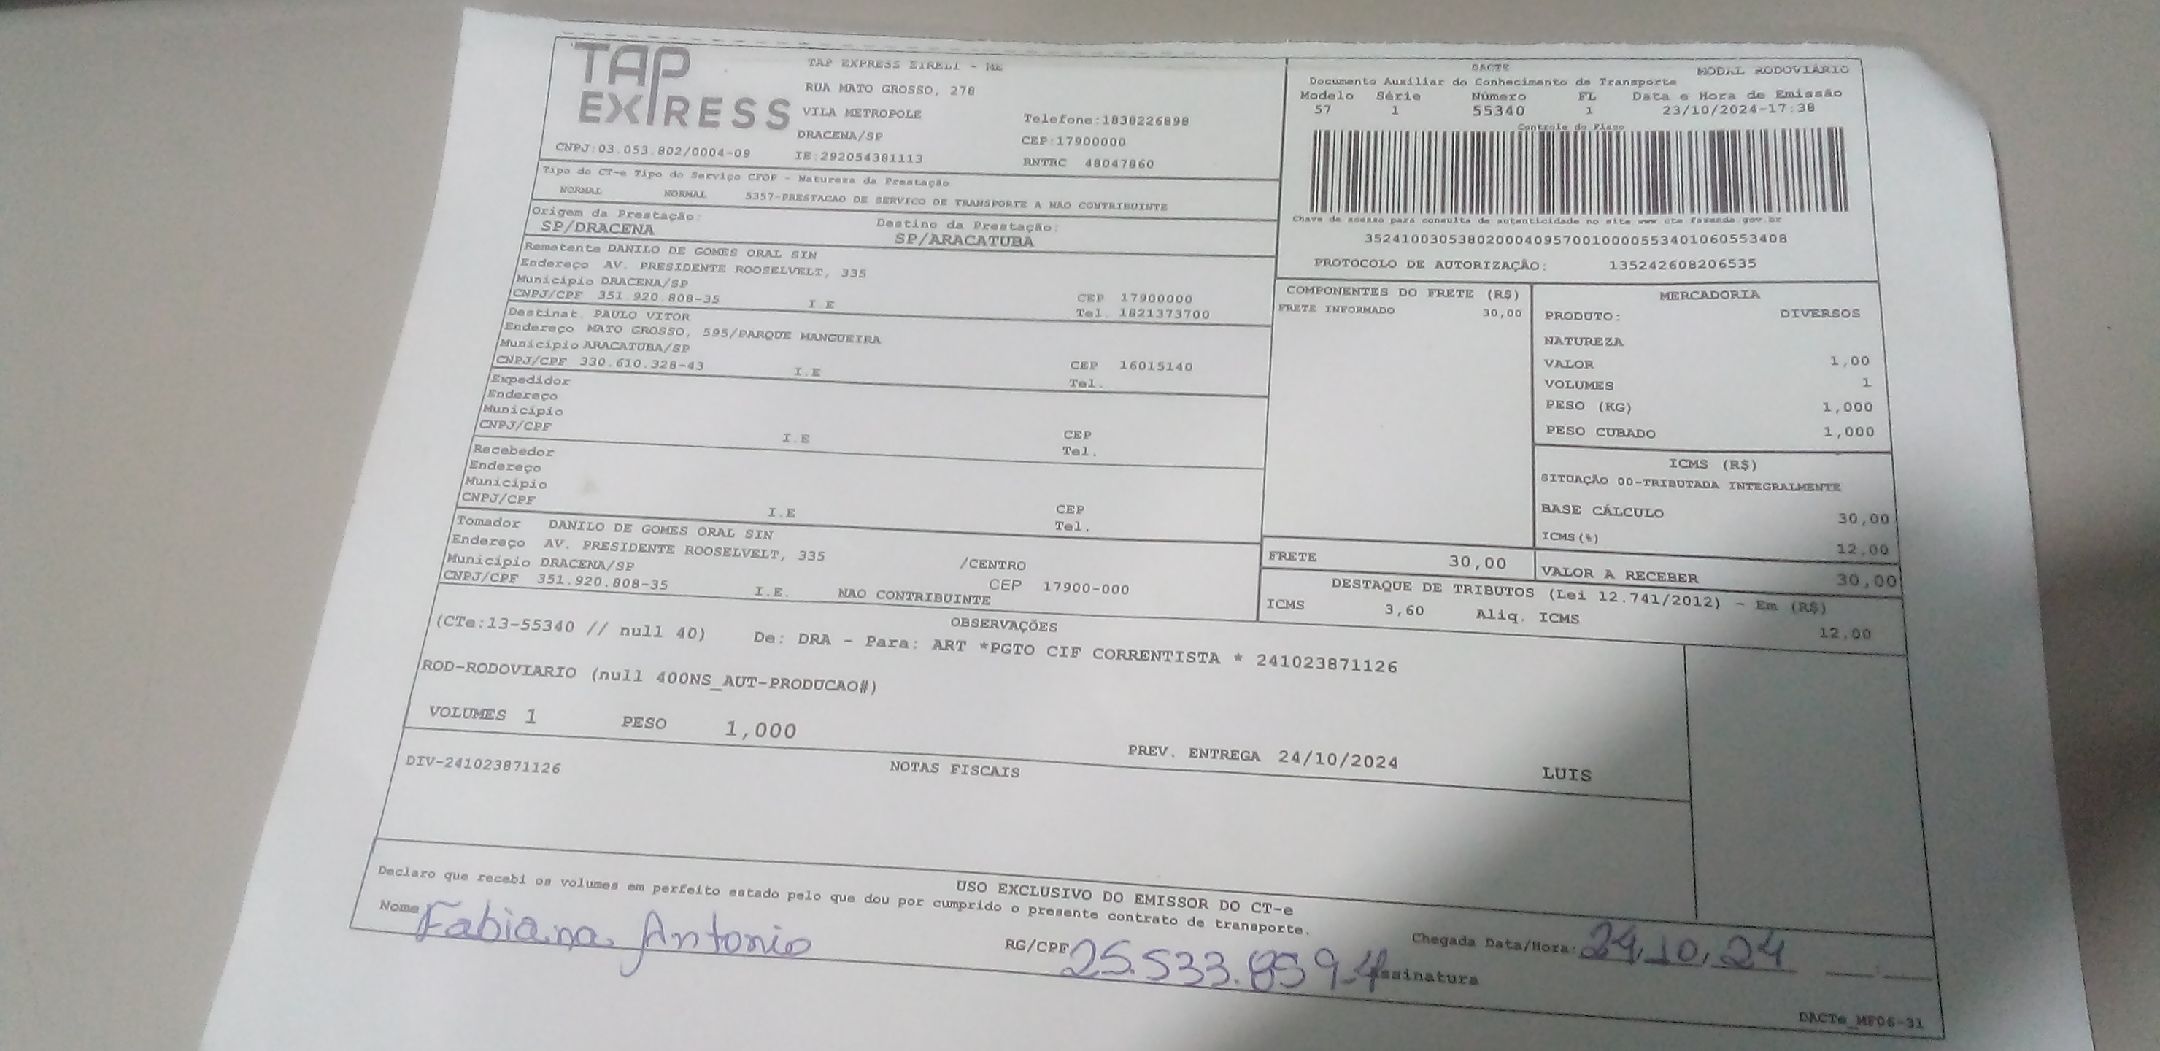 TAP
EXPRESS
TAP EXPRESS EIRELI - ME
RUA MATO GROSSO, 278
VILA METROPOLE
DRACENA/SP
Telefone:1838226898
CEP:17900000
CNPJ:03.053.802/0004-09
IE:292054381113
RNTRC 48047860
Tipo do CT-e Tipo do Serviço CFOP - Natureza da Prestação
NORMAL NORMAL 5357-PRESTACAO DE SERVICO DE TRANSPORTE A NAO CONTRIBUINTE
Origem da Prestação: Destino da Prestação:
SP/DRACENA SP/ARACATUBA
Remetente DANILO DE GOMES ORAL SIN
Endereço AV. PRESIDENTE ROOSELVELT, 335
Município DRACENA/SP CEP 17900000
CNPJ/CPF 351.920.808-35 I.E Tel. 1821373700
Destinat. PAULO VITOR
Endereço MATO GROSSO, 595/PARQUE MANGUEIRA
Município ARACATUBA/SP CEP 16015140
CNPJ/CPF 330.610.328-43 I.E Tel.
Expedidor
Endereço
Município CEP
CNPJ/CPF I.E Tel.
Recebedor
Endereço
Município CEP
CNPJ/CPF I.E Tel.
Tomador DANILO DE GOMES ORAL SIN
Endereço AV. PRESIDENTE ROOSELVELT, 335 /CENTRO
Município DRACENA/SP CEP 17900-000
CNPJ/CPF 351.920.808-35 I.E. NAO CONTRIBUINTE
DACTE MODAL RODOVIÁRIO
Documento Auxiliar do Conhecimento de Transporte
Modelo Série Número FL Data e Hora de Emissão
57 1 55340 1 23/10/2024-17:38
Controle do Fisco
Chave de acesso para consulta de autenticidade no site www.cte.fazenda.gov.br
35241003053802000409570010000553401060553408
PROTOCOLO DE AUTORIZAÇÃO: 135242608206535
COMPONENTES DO FRETE (R$)
FRETE INFORMADO 30,00
MERCADORIA
PRODUTO: DIVERSOS
NATUREZA
VALOR 1,00
VOLUMES 1
PESO (KG) 1,000
PESO CUBADO 1,000
ICMS (R$)
SITUAÇÃO 00-TRIBUTADA INTEGRALMENTE
BASE CÁLCULO 30,00
ICMS(%) 12.00
FRETE 30,00
VALOR A RECEBER 30,00
DESTAQUE DE TRIBUTOS (Lei 12.741/2012) - Em (R$)
ICMS 3,60 Aliq. ICMS 12.00
OBSERVAÇÕES
(CTe:13-55340 // null 40) De: DRA - Para: ART *PGTO CIF CORRENTISTA * 241023871126
ROD-RODOVIARIO (null 400NS_AUT-PRODUCAO#)
VOLUMES 1 PESO 1,000 PREV. ENTREGA 24/10/2024 LUIS
NOTAS FISCAIS
DIV-241023871126
USO EXCLUSIVO DO EMISSOR DO CT-e
Declaro que recebi os volumes em perfeito estado pelo que dou por cumprido o presente contrato de transporte.
Nome Fabiana Antonio RG/CPF 25.533.859-4 Assinatura Chegada Data/Hora: 24,10,24
DACTe_MF06-31